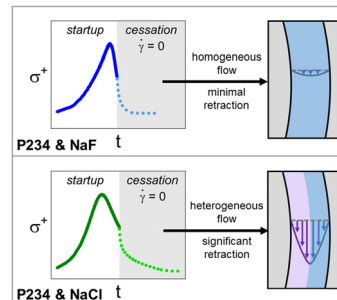 startup
cessation
γ̇ = 0
σ⁺
t
P234 & NaF
homogeneous
flow
minimal
retraction
startup
cessation
γ̇ = 0
σ⁺
t
P234 & NaCl
heterogeneous
flow
significant
retraction